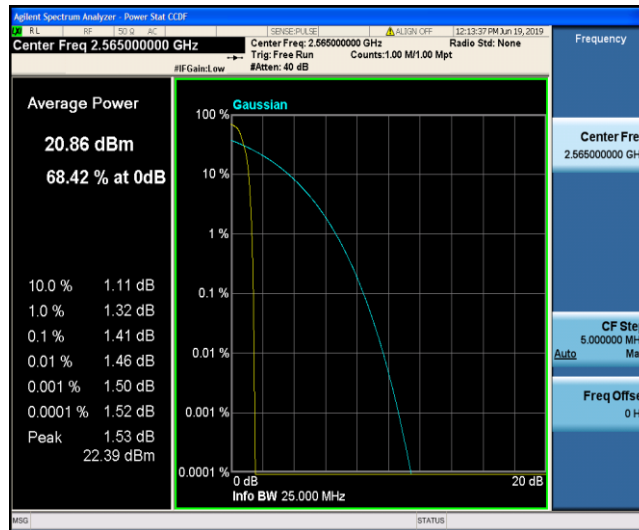 Agilent Spectrum Analyzer - Power Stat CCDF
RL RF 50 Ω AC SENSE:PULSE ALIGN OFF 12:13:37 PM Jun 19, 2019
Center Freq 2.565000000 GHz
Center Freq: 2.565000000 GHz Radio Std: None
Trig: Free Run Counts:1.00 M/1.00 Mpt
#IFGain:Low #Atten: 40 dB
Frequency
Average Power
20.86 dBm
68.42 % at 0dB
10.0 % 1.11 dB
1.0 % 1.32 dB
0.1 % 1.41 dB
0.01 % 1.46 dB
0.001 % 1.50 dB
0.0001 % 1.52 dB
Peak 1.53 dB
22.39 dBm
Gaussian
100 %
10 %
1 %
0.1 %
0.01 %
0.001 %
0.0001 %
0 dB 20 dB
Info BW 25.000 MHz
Center Fre
2.565000000 GH
CF Ste
5.000000 MH
Auto Ma
Freq Offse
0 H
MSG STATUS